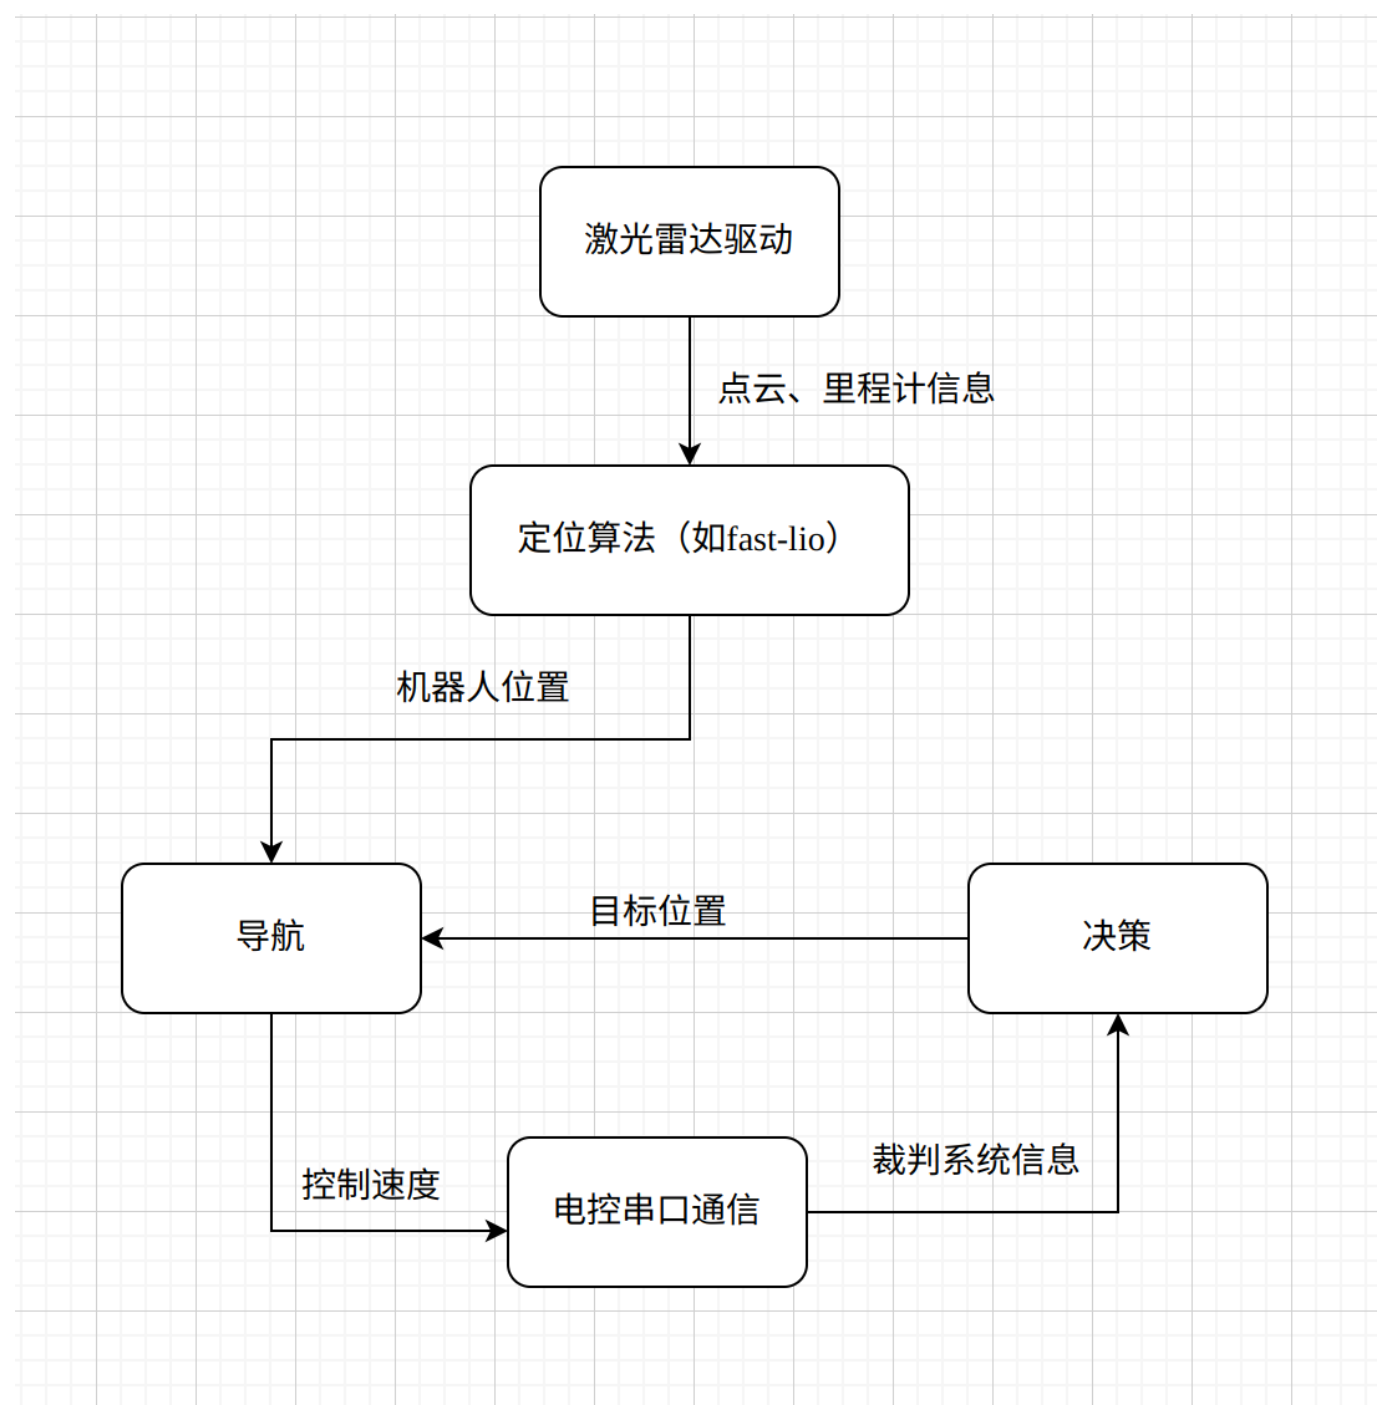 激光雷达驱动
点云、里程计信息
定位算法（如fast-lio）
机器人位置
目标位置
导航
决策
裁判系统信息
控制速度
电控串口通信